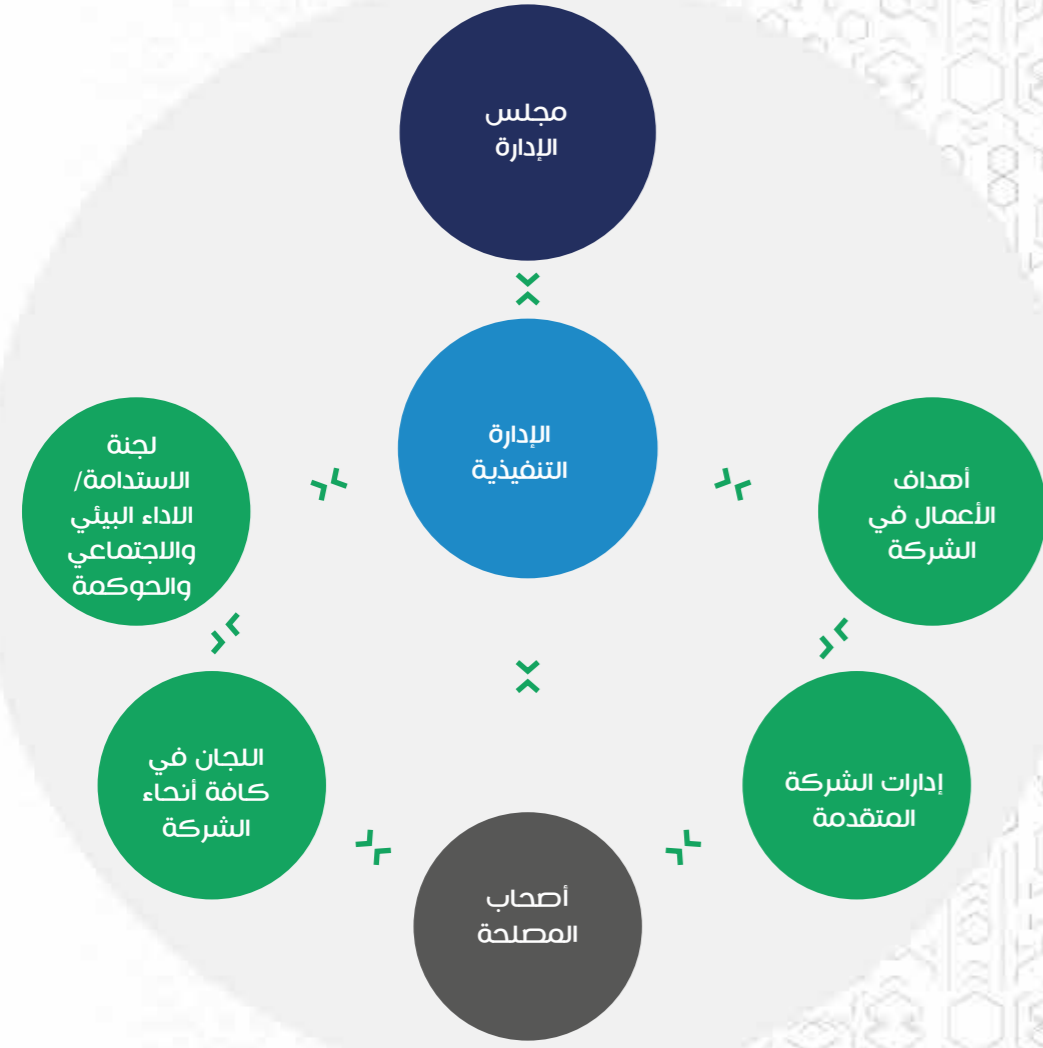 مجلس
الإدارة
الإدارة
التنفيذية
أهداف
الأعمال في
الشركة
لجنة
الاستدامة/
الاداء البيئي
والاجتماعي
والحوكمة
إدارات الشركة
المتقدمة
اللجان في
كافة أنحاء
الشركة
أصحاب
المصلحة